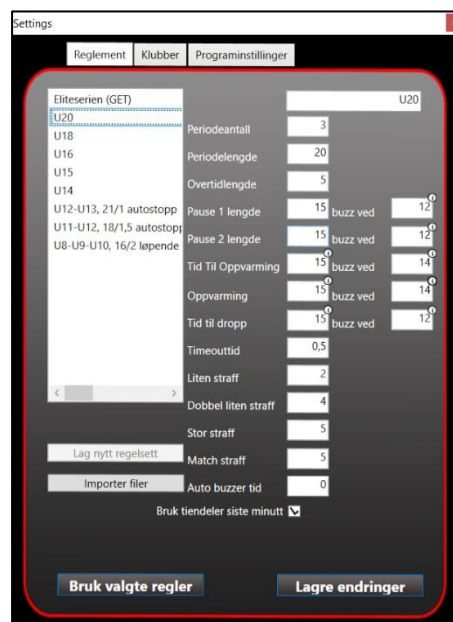 Settings
Reglement Klubber Programinstillinger
Eliteserien (GET)
U20
U18
U16
U15
U14
U12-U13, 21/1 autostopp
U11-U12, 18/1,5 autostopp
U8-U9-U10, 16/2 løpende
U20
Periodeantall 3
Periodelengde 20
Overtidlengde 5
Pause 1 lengde 15 buzz ved 12
Pause 2 lengde 15 buzz ved 12
Tid Til Oppvarming 15 buzz ved 14
Oppvarming 15 buzz ved 14
Tid til dropp 15 buzz ved 12
Timeouttid 0,5
Liten straff 2
Dobbel liten straff 4
Stor straff 5
Match straff 5
Auto buzzer tid 0
Bruk tiendeler siste minutt
Lag nytt regelsett
Importer filer
Bruk valgte regler Lagre endringer